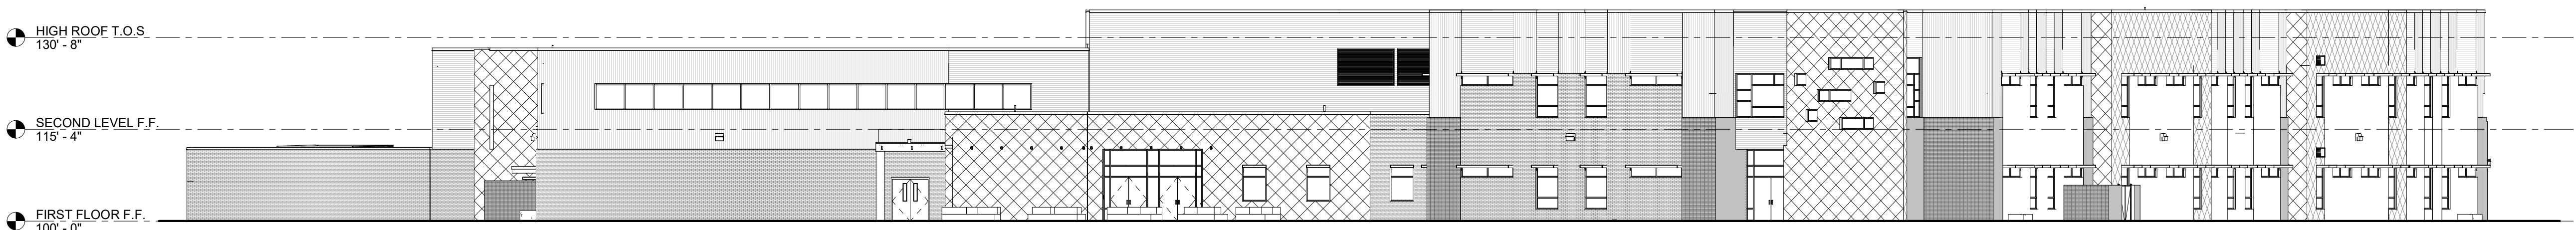 HIGH ROOF T.O.S
130' - 8"
SECOND LEVEL F.F.
115' - 4"
FIRST FLOOR F.F.
100' - 0"